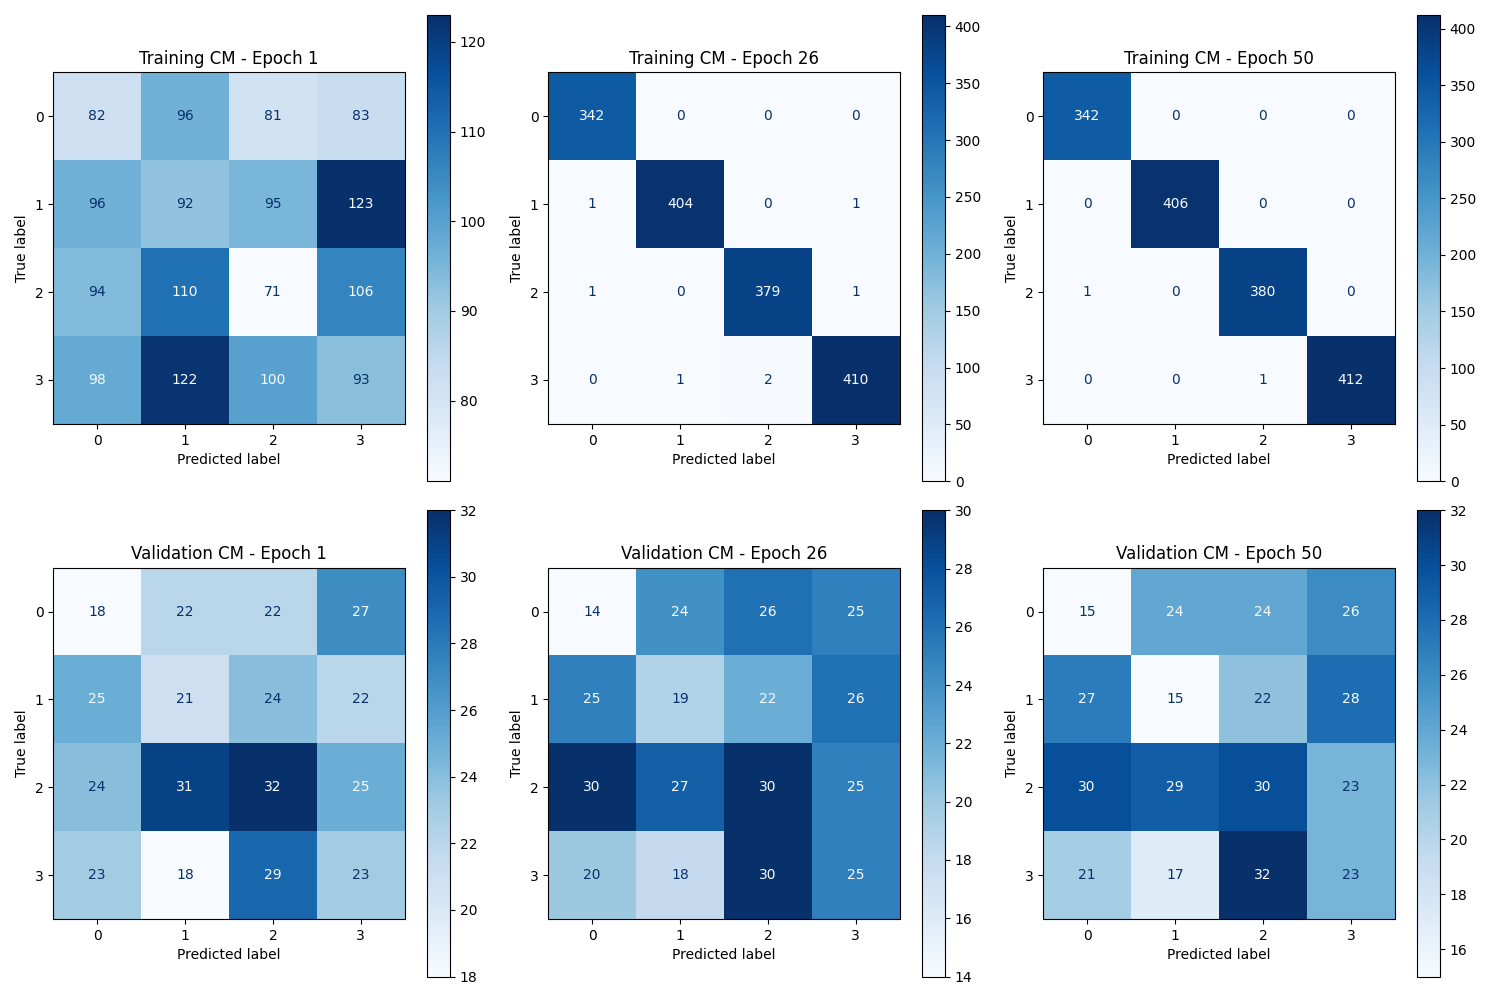 Training CM - Epoch 1
82 96 81 83
96 92 95 123
94 110 71 106
98 122 100 93
0
1
2
3
0 1 2 3
True label
Predicted label
120
110
100
90
80
Training CM - Epoch 26
342 0 0 0
1 404 0 1
1 0 379 1
0 1 2 410
0
1
2
3
0 1 2 3
True label
Predicted label
400
350
300
250
200
150
100
50
0
Training CM - Epoch 50
342 0 0 0
0 406 0 0
1 0 380 0
0 0 1 412
0
1
2
3
0 1 2 3
True label
Predicted label
400
350
300
250
200
150
100
50
0
Validation CM - Epoch 1
18 22 22 27
25 21 24 22
24 31 32 25
23 18 29 23
0
1
2
3
0 1 2 3
True label
Predicted label
32
30
28
26
24
22
20
18
Validation CM - Epoch 26
14 24 26 25
25 19 22 26
30 27 30 25
20 18 30 25
0
1
2
3
0 1 2 3
True label
Predicted label
30
28
26
24
22
20
18
16
14
Validation CM - Epoch 50
15 24 24 26
27 15 22 28
30 29 30 23
21 17 32 23
0
1
2
3
0 1 2 3
True label
Predicted label
32
30
28
26
24
22
20
18
16